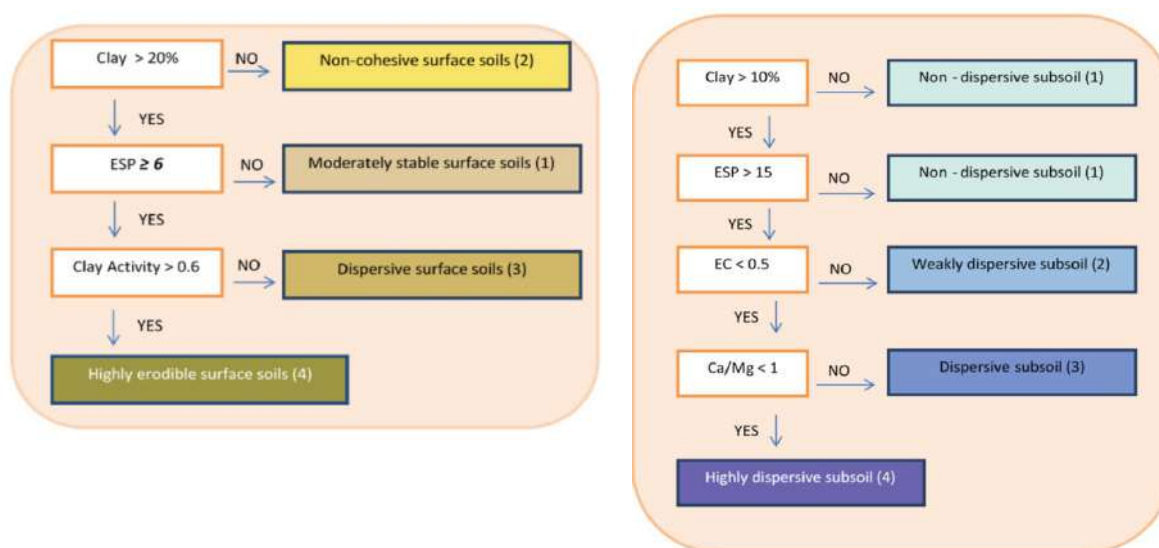 Clay > 20%
NO
Non-cohesive surface soils (2)
YES
ESP ≥ 6
NO
Moderately stable surface soils (1)
YES
Clay Activity > 0.6
NO
Dispersive surface soils (3)
YES
Highly erodible surface soils (4)
Clay > 10%
NO
Non - dispersive subsoil (1)
YES
ESP > 15
NO
Non - dispersive subsoil (1)
YES
EC < 0.5
NO
Weakly dispersive subsoil (2)
YES
Ca/Mg < 1
NO
Dispersive subsoil (3)
YES
Highly dispersive subsoil (4)